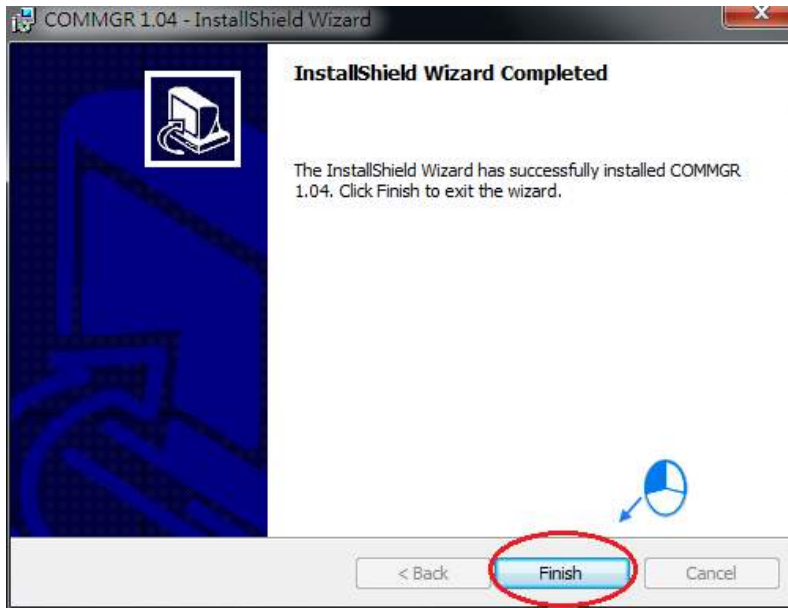 COMMGR 1.04 - InstallShield Wizard
InstallShield Wizard Completed
The InstallShield Wizard has successfully installed COMMGR
1.04. Click Finish to exit the wizard.
< Back
Finish
Cancel